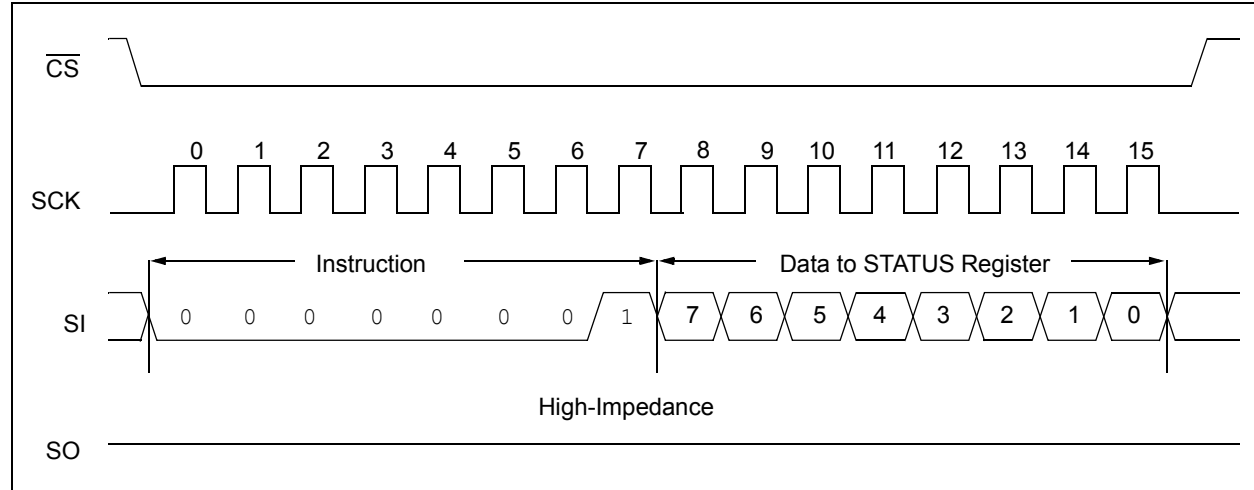 CS
0 1 2 3 4 5 6 7 8 9 10 11 12 13 14 15
SCK
Instruction Data to STATUS Register
SI 0 0 0 0 0 0 0 1 7 6 5 4 3 2 1 0
High-Impedance
SO